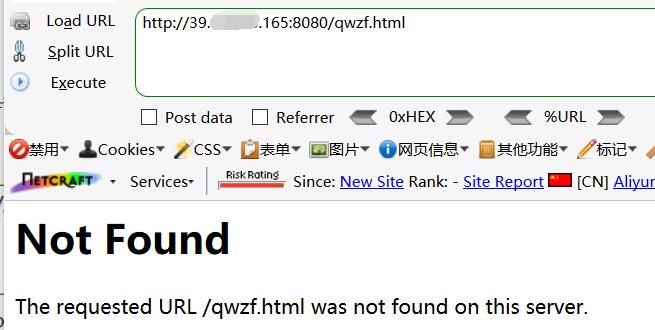 Load URL
http://39. .165:8080/qwzf.html
Split URL
Execute
Post data Referrer 0xHEX %URL
禁用 Cookies CSS 表单 图片 网页信息 其他功能 标记
NETCRAFT Services Risk Rating Since: New Site Rank: - Site Report [CN] Aliyun
Not Found
The requested URL /qwzf.html was not found on this server.